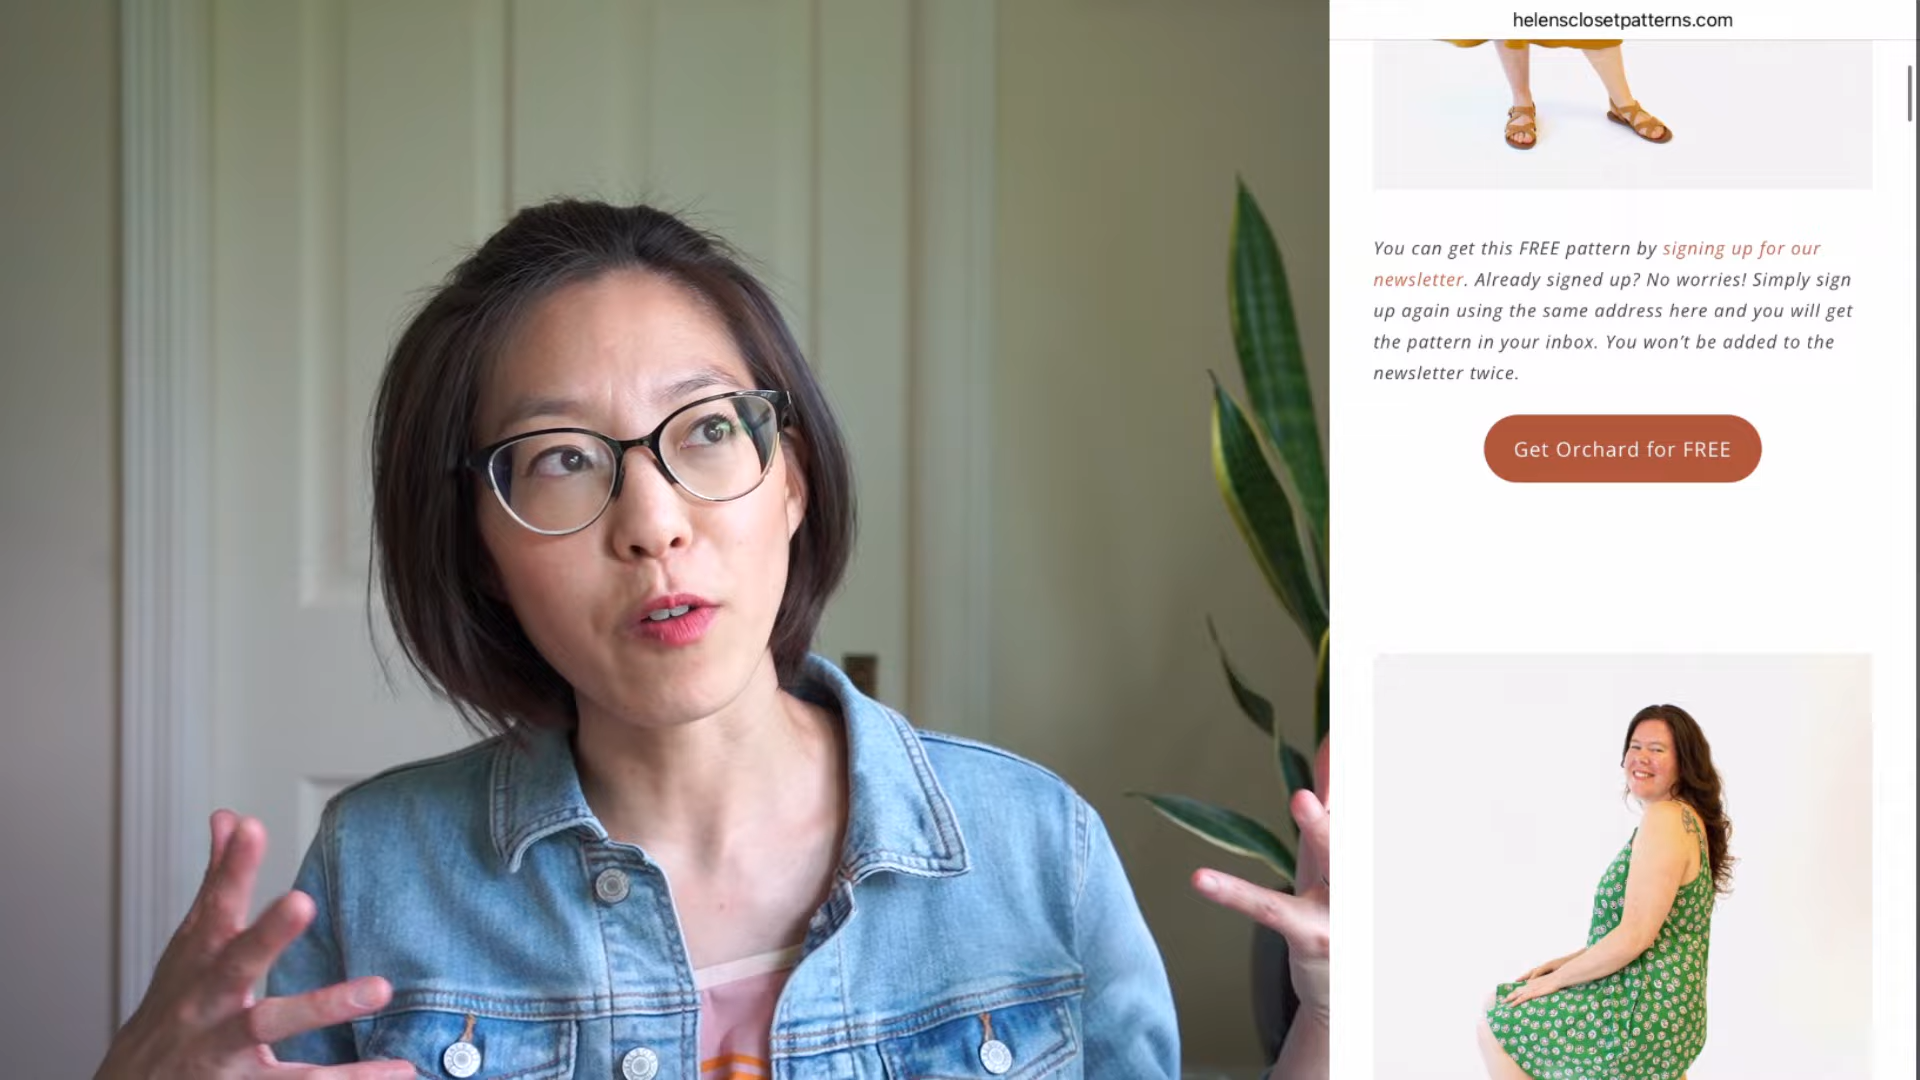 helensclosetpatterns.com
You can get this FREE pattern by signing up for our
newsletter. Already signed up? No worries! Simply sign
up again using the same address here and you will get
the pattern in your inbox. You won’t be added to the
newsletter twice.
Get Orchard for FREE